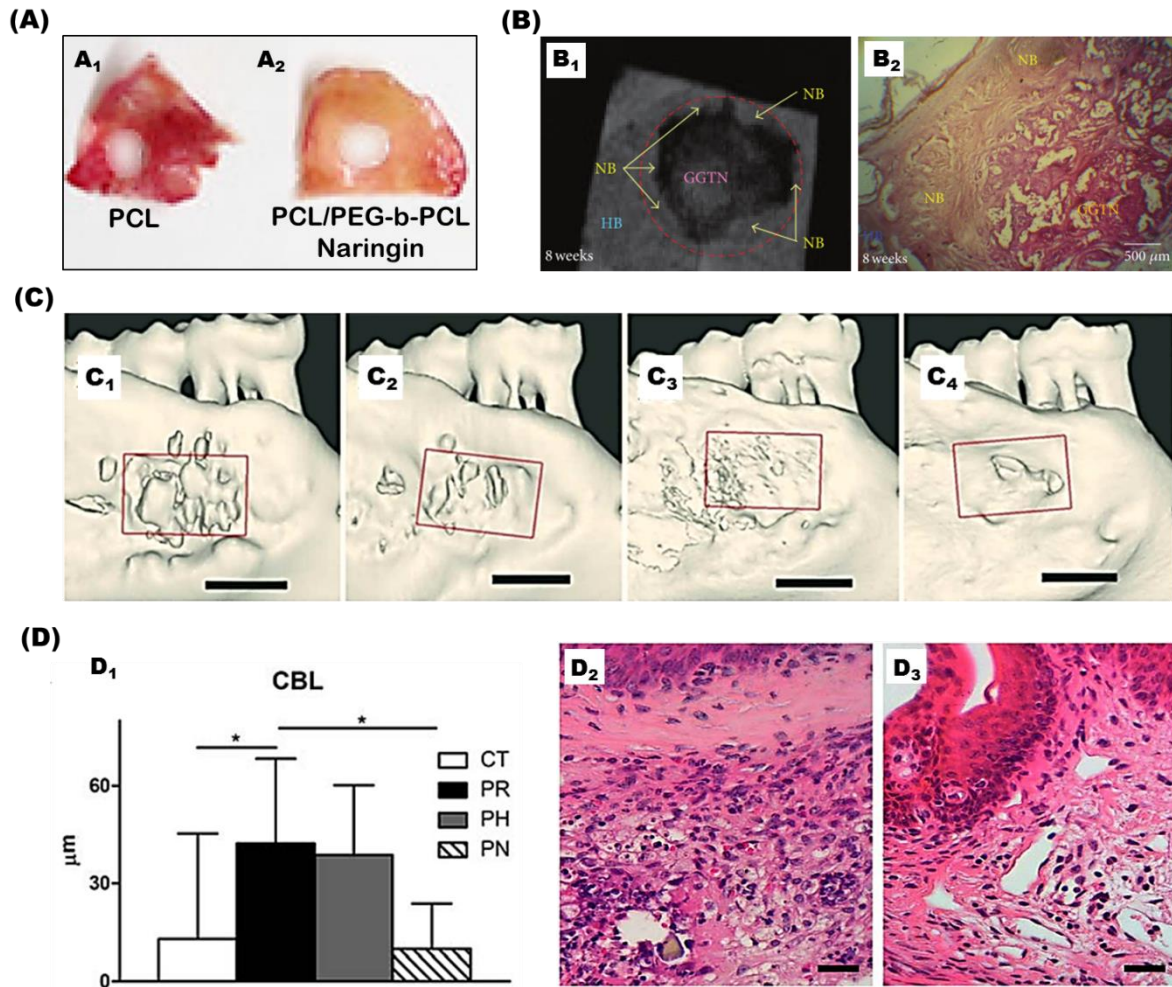 (A)
A1
A2
PCL
PCL/PEG-b-PCL
Naringin
(B)
B1
NB
NB
GGTN
HB
NB
8 weeks
B2
NB
NB
GGTN
8 weeks
500 μm
(C)
C1
C2
C3
C4
(D)
D1
CBL
*
*
CT
PR
PH
PN
60
30
0
μm
D2
D3